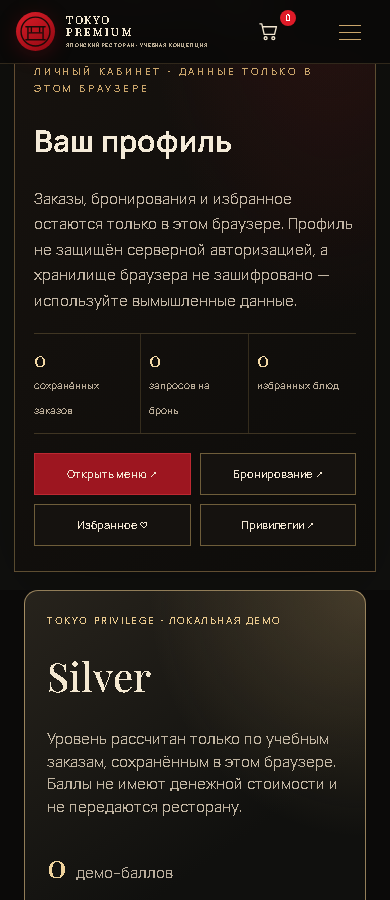 TOKYO
PREMIUM
ЯПОНСКИЙ РЕСТОРАН · УЧЕБНАЯ КОНЦЕПЦИЯ
0
ЛИЧНЫЙ КАБИНЕТ · ДАННЫЕ ТОЛЬКО В
ЭТОМ БРАУЗЕРЕ
Ваш профиль
Заказы, бронирования и избранное
остаются только в этом браузере. Профиль
не защищён серверной авторизацией, а
хранилище браузера не зашифровано —
используйте вымышленные данные.
0
сохранённых
заказов
0
запросов на
бронь
0
избранных блюд
Открыть меню ↗
Бронирование ↗
Избранное ♡
Привилегии ↗
TOKYO PRIVILEGE · ЛОКАЛЬНАЯ ДЕМО
Silver
Уровень рассчитан только по учебным
заказам, сохранённым в этом браузере.
Баллы не имеют денежной стоимости и
не передаются ресторану.
0 демо-баллов